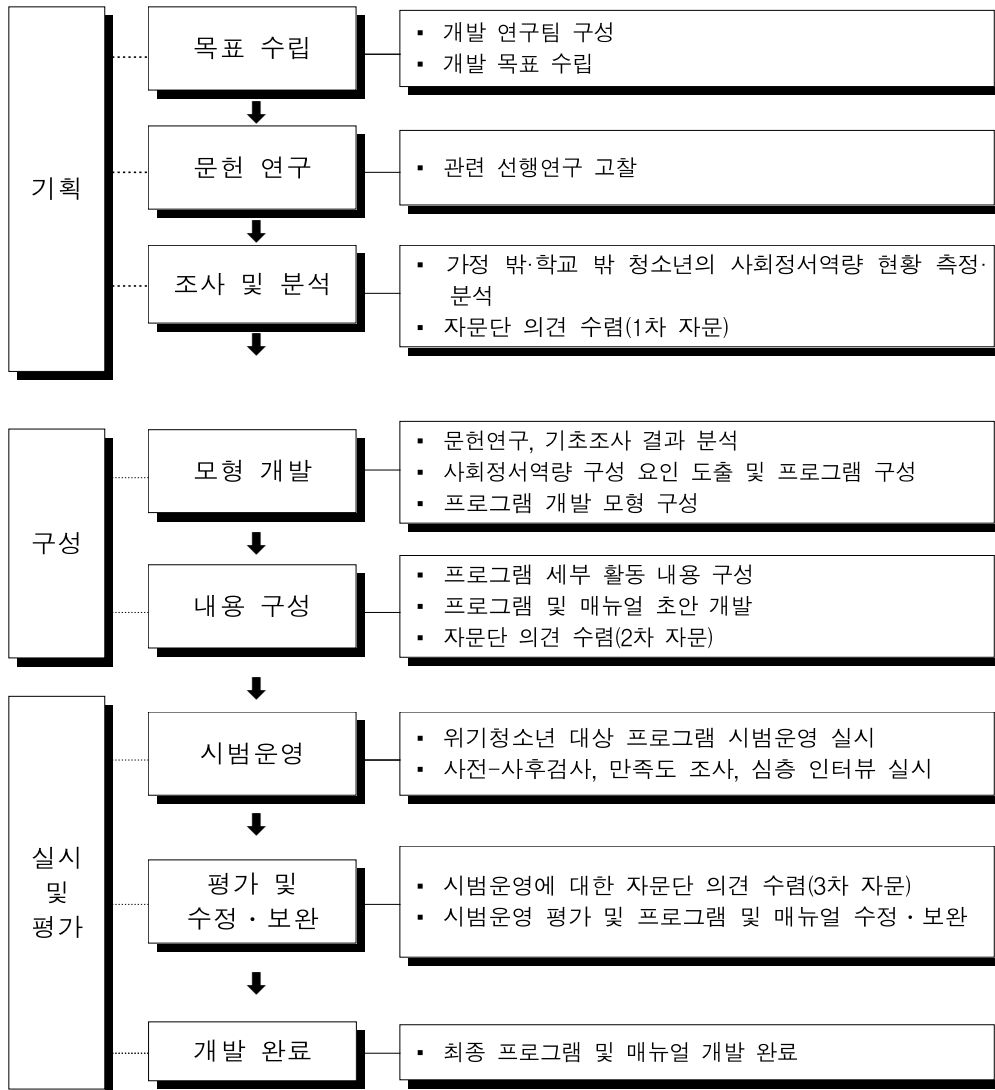 기획
목표 수립
▪ 개발 연구팀 구성
▪ 개발 목표 수립
문헌 연구
▪ 관련 선행연구 고찰
조사 및 분석
▪ 가정 밖·학교 밖 청소년의 사회정서역량 현황 측정·
분석
▪ 자문단 의견 수렴(1차 자문)
구성
모형 개발
▪ 문헌연구, 기초조사 결과 분석
▪ 사회정서역량 구성 요인 도출 및 프로그램 구성
▪ 프로그램 개발 모형 구성
내용 구성
▪ 프로그램 세부 활동 내용 구성
▪ 프로그램 및 매뉴얼 초안 개발
▪ 자문단 의견 수렴(2차 자문)
실시
및
평가
시범운영
▪ 위기청소년 대상 프로그램 시범운영 실시
▪ 사전-사후검사, 만족도 조사, 심층 인터뷰 실시
평가 및
수정・보완
▪ 시범운영에 대한 자문단 의견 수렴(3차 자문)
▪ 시범운영 평가 및 프로그램 및 매뉴얼 수정・보완
개발 완료
▪ 최종 프로그램 및 매뉴얼 개발 완료